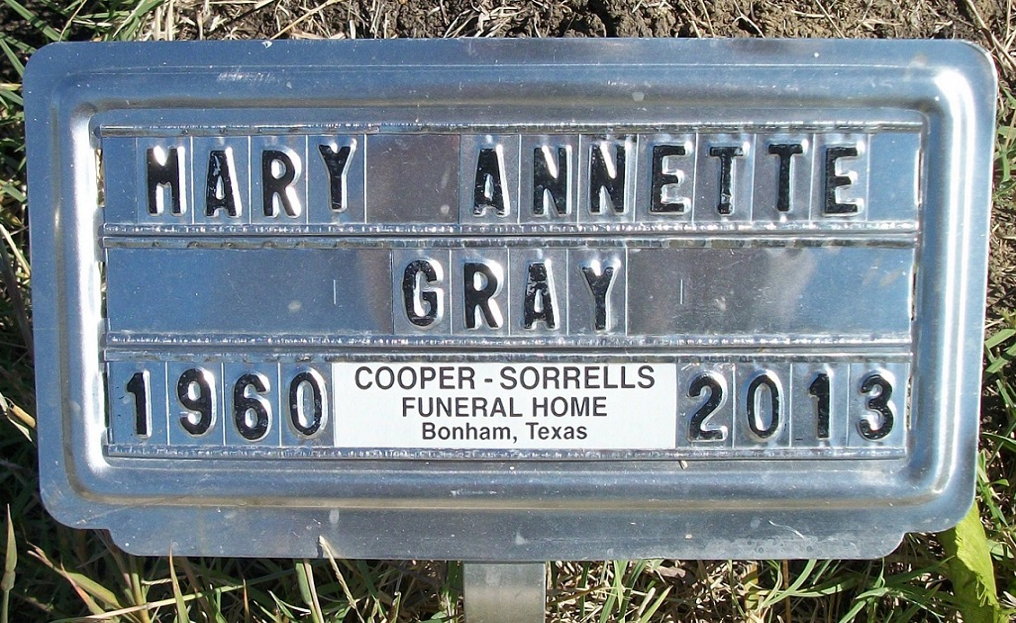 MARY ANNETTE
GRAY
1960 COOPER - SORRELLS 2013
FUNERAL HOME
Bonham, Texas